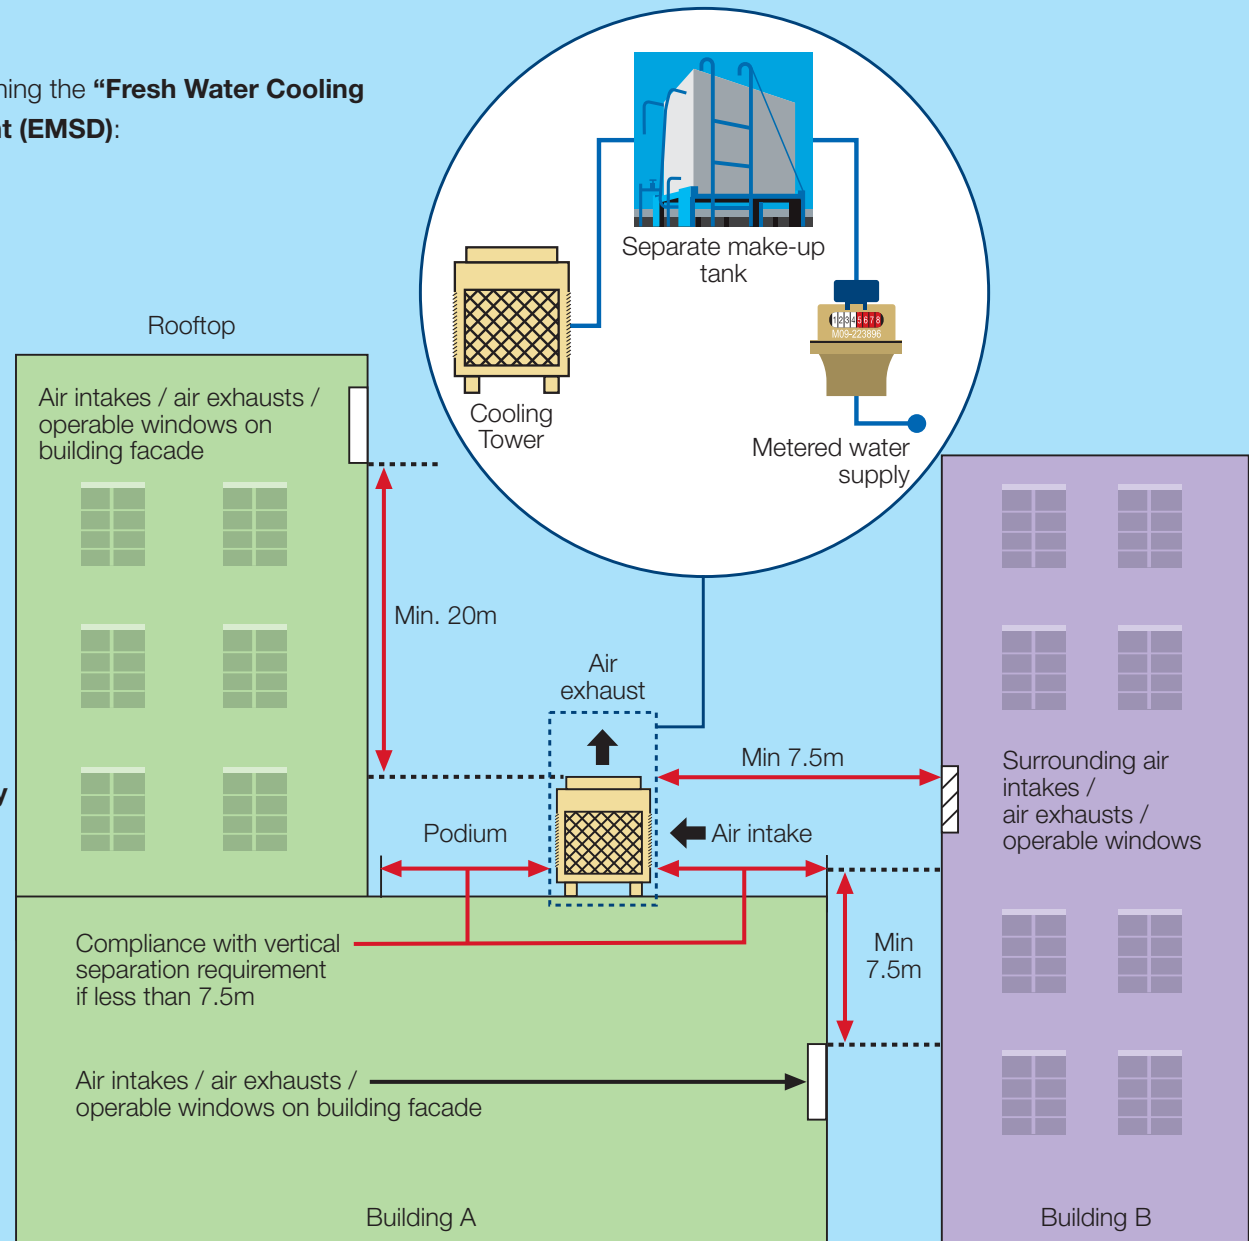 ning the “Fresh Water Cooling
t (EMSD):
Separate make-up
tank
12345678
M09-223896
Cooling
Tower
Metered water
supply
Rooftop
Air intakes / air exhausts /
operable windows on
building facade
Min. 20m
Air
exhaust
Min 7.5m
Surrounding air
intakes /
air exhausts /
operable windows
y
Podium
Air intake
Compliance with vertical
separation requirement
if less than 7.5m
Min
7.5m
Air intakes / air exhausts /
operable windows on building facade
Building A
Building B